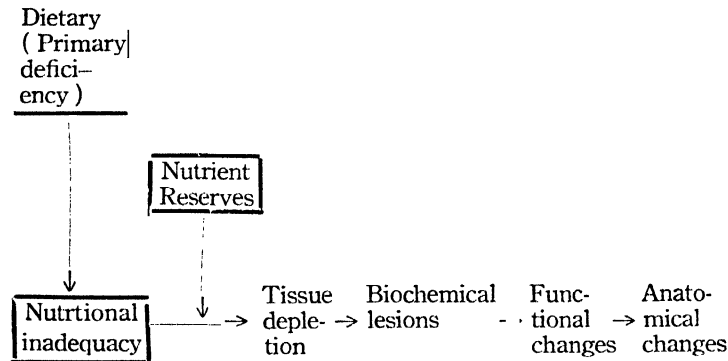 Dietary
( Primary
defici–
ency )
Nutrient
Reserves
Nutrtional
inadequacy
Tissue
deple-
tion
Biochemical
lesions
Func-
tional
changes
Anato-
mical
changes